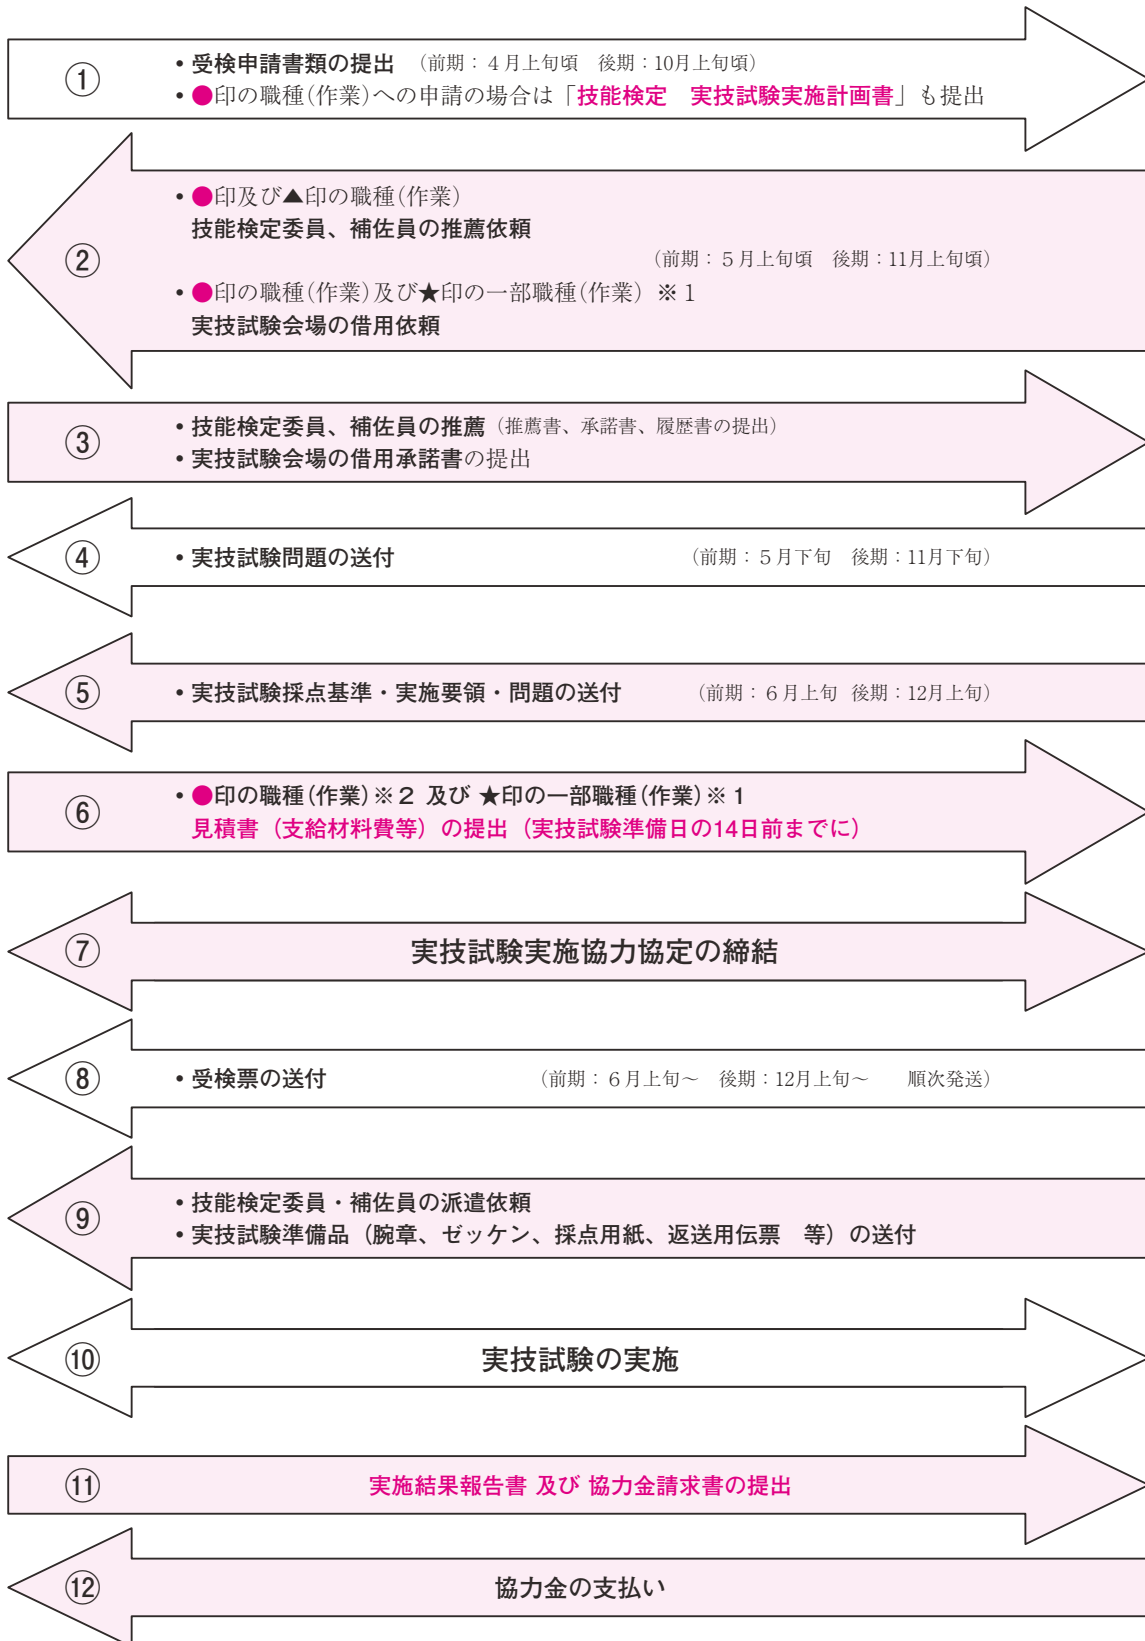 ① • 受検申請書類の提出 (前期：４月上旬頃　後期：10月上旬頃)
• ●印の職種(作業)への申請の場合は「技能検定　実技試験実施計画書」も提出
② • ●印及び▲印の職種(作業)
技能検定委員、補佐員の推薦依頼
(前期：５月上旬頃　後期：11月上旬頃)
• ●印の職種(作業)及び★印の一部職種(作業) ※１
実技試験会場の借用依頼
③ • 技能検定委員、補佐員の推薦（推薦書、承諾書、履歴書の提出）
• 実技試験会場の借用承諾書の提出
④ • 実技試験問題の送付 (前期：５月下旬　後期：11月下旬)
⑤ • 実技試験採点基準・実施要領・問題の送付 (前期：６月上旬 後期：12月上旬)
⑥ • ●印の職種(作業)※２ 及び ★印の一部職種(作業)※１
見積書（支給材料費等）の提出（実技試験準備日の14日前までに）
⑦ 実技試験実施協力協定の締結
⑧ • 受検票の送付 (前期：６月上旬～　後期：12月上旬～　　順次発送)
⑨ • 技能検定委員・補佐員の派遣依頼
• 実技試験準備品（腕章、ゼッケン、採点用紙、返送用伝票　等）の送付
⑩ 実技試験の実施
⑪ 実施結果報告書 及び 協力金請求書の提出
⑫ 協力金の支払い